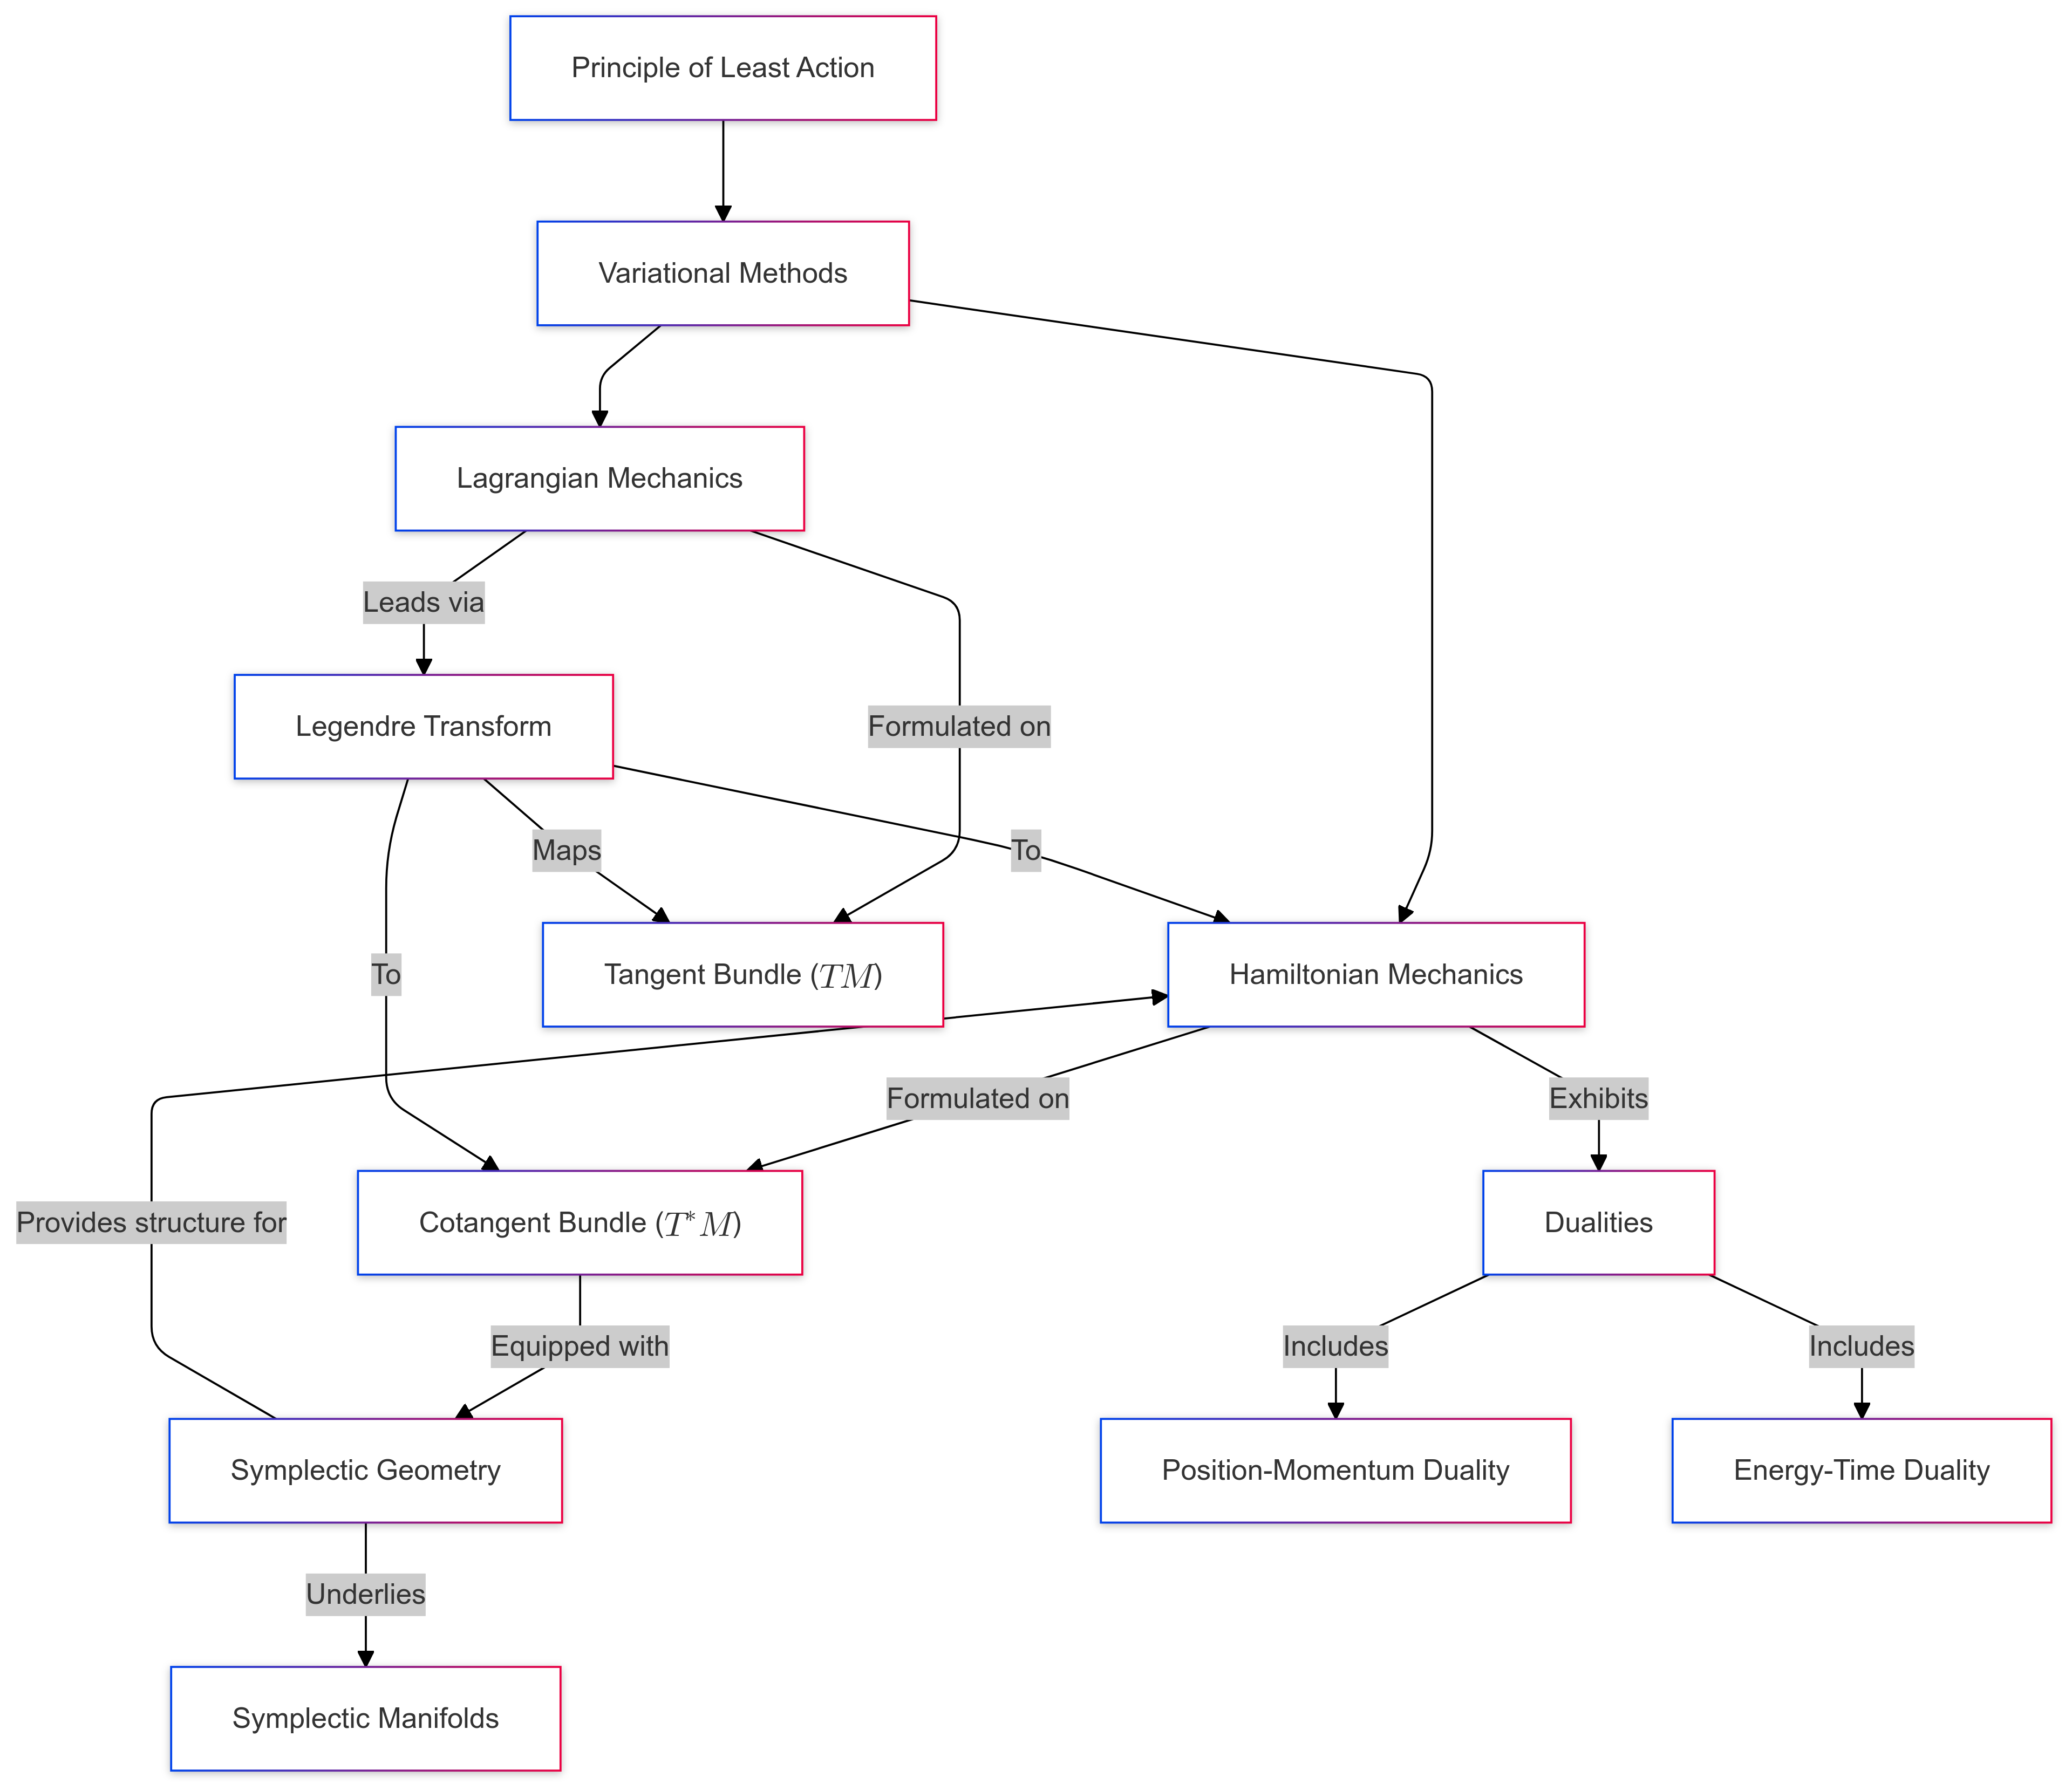 Principle of Least Action
Variational Methods
Lagrangian Mechanics
Leads via
Legendre Transform
Formulated on
Maps
To
To
Tangent Bundle (TM)
Hamiltonian Mechanics
Formulated on
Exhibits
Provides structure for
Cotangent Bundle (T*M)
Dualities
Equipped with
Includes
Includes
Symplectic Geometry
Position-Momentum Duality
Energy-Time Duality
Underlies
Symplectic Manifolds